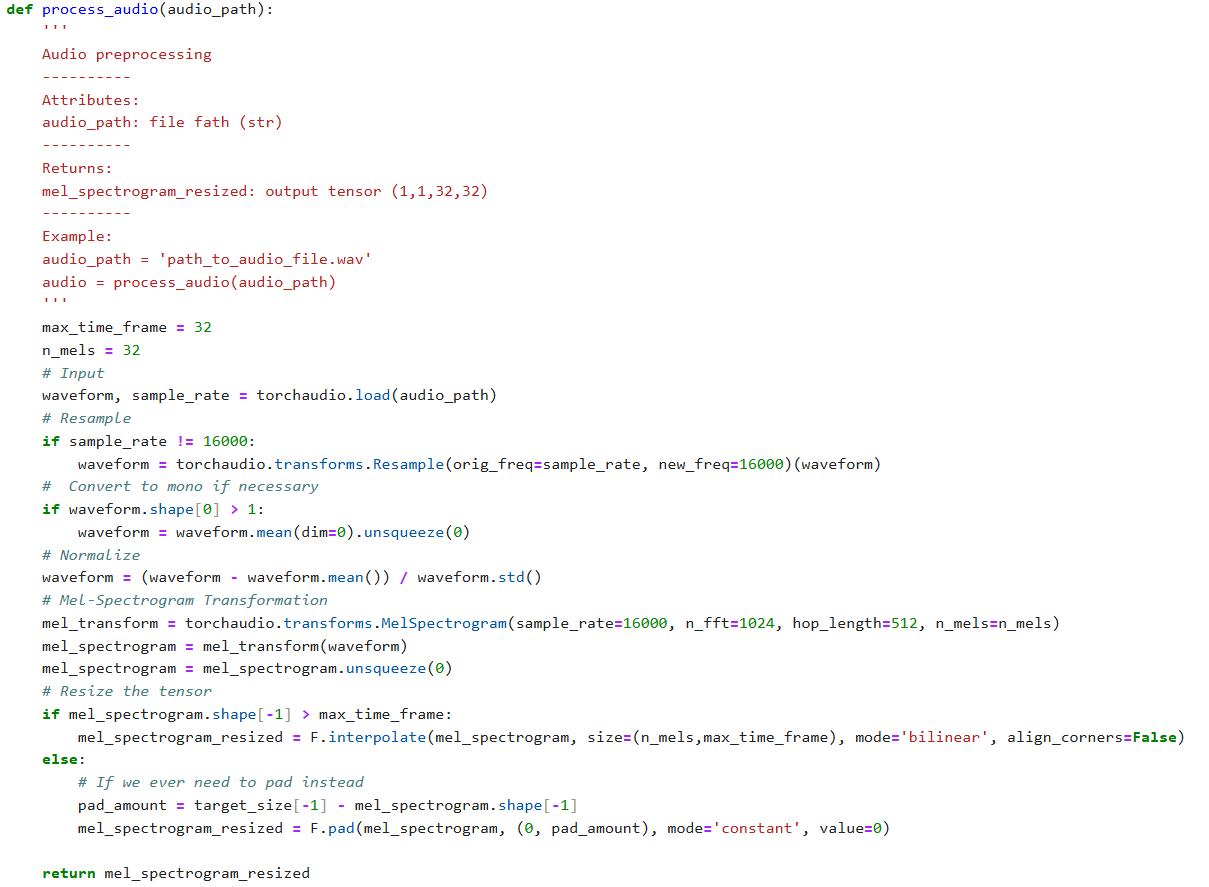 def process_audio(audio_path):
    '''
    Audio preprocessing
    ----------
    Attributes:
    audio_path: file fath (str)
    ----------
    Returns:
    mel_spectrogram_resized: output tensor (1,1,32,32)
    ----------
    Example:
    audio_path = 'path_to_audio_file.wav'
    audio = process_audio(audio_path)
    '''
    max_time_frame = 32
    n_mels = 32
    # Input
    waveform, sample_rate = torchaudio.load(audio_path)
    # Resample
    if sample_rate != 16000:
        waveform = torchaudio.transforms.Resample(orig_freq=sample_rate, new_freq=16000)(waveform)
    #  Convert to mono if necessary
    if waveform.shape[0] > 1:
        waveform = waveform.mean(dim=0).unsqueeze(0)
    # Normalize
    waveform = (waveform - waveform.mean()) / waveform.std()
    # Mel-Spectrogram Transformation
    mel_transform = torchaudio.transforms.MelSpectrogram(sample_rate=16000, n_fft=1024, hop_length=512, n_mels=n_mels)
    mel_spectrogram = mel_transform(waveform)
    mel_spectrogram = mel_spectrogram.unsqueeze(0)
    # Resize the tensor
    if mel_spectrogram.shape[-1] > max_time_frame:
        mel_spectrogram_resized = F.interpolate(mel_spectrogram, size=(n_mels,max_time_frame), mode='bilinear', align_corners=False)
    else:
        # If we ever need to pad instead
        pad_amount = target_size[-1] - mel_spectrogram.shape[-1]
        mel_spectrogram_resized = F.pad(mel_spectrogram, (0, pad_amount), mode='constant', value=0)

    return mel_spectrogram_resized